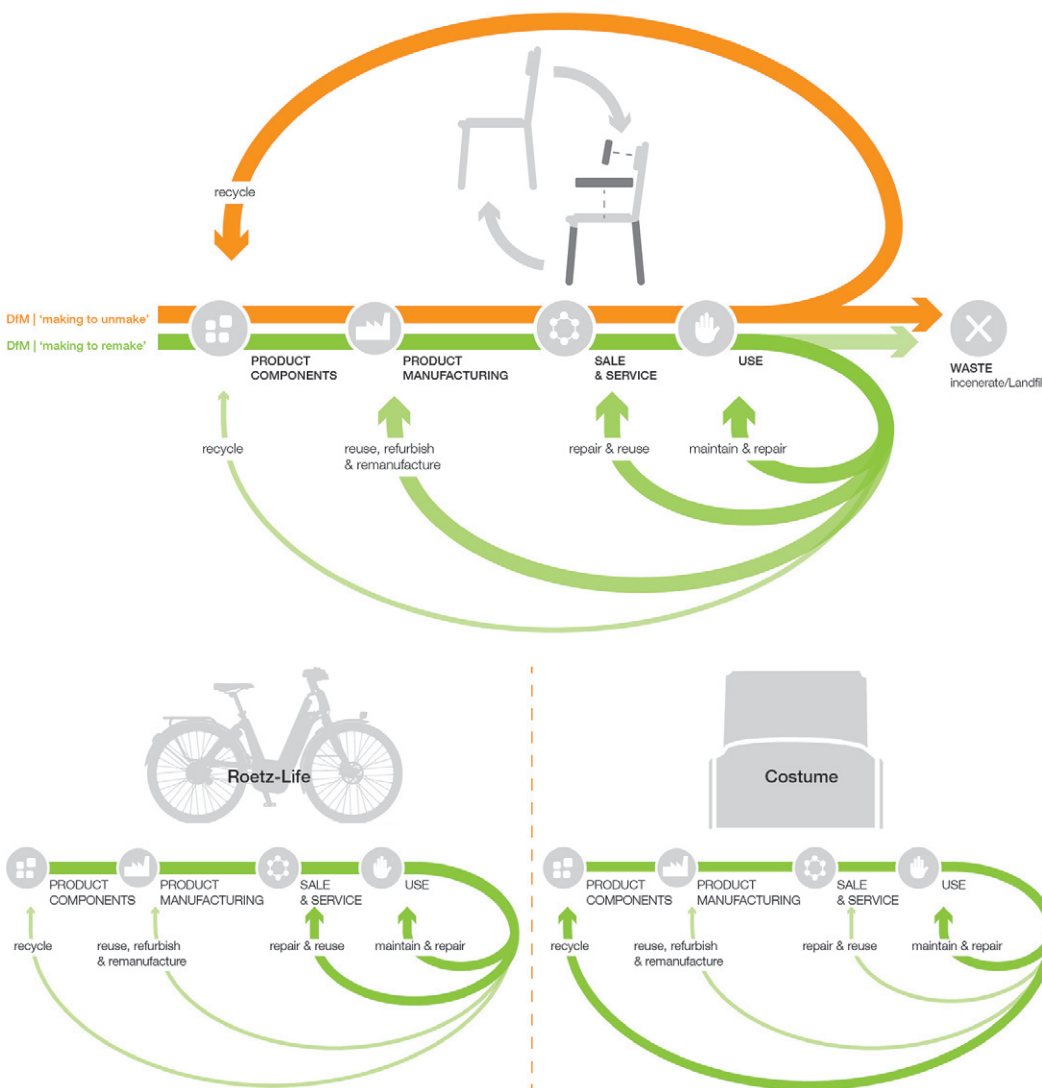 recycle
DfM | 'making to unmake'
DfM | 'making to remake'
PRODUCT
COMPONENTS
PRODUCT
MANUFACTURING
SALE
& SERVICE
USE
WASTE
incenerate/Landfil
recycle
reuse, refurbish
& remanufacture
repair & reuse
maintain & repair
Roetz-Life
PRODUCT
COMPONENTS
PRODUCT
MANUFACTURING
SALE
& SERVICE
USE
recycle
reuse, refurbish
& remanufacture
repair & reuse
maintain & repair
Costume
PRODUCT
COMPONENTS
PRODUCT
MANUFACTURING
SALE
& SERVICE
USE
recycle
reuse, refurbish
& remanufacture
repair & reuse
maintain & repair